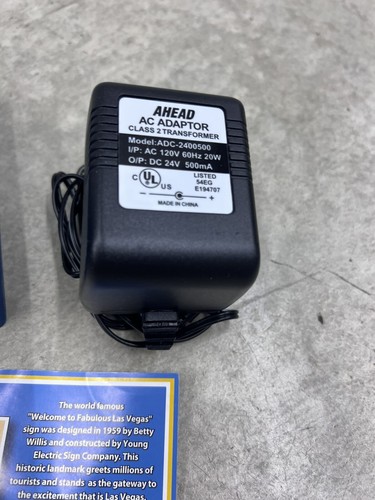 AHEAD
AC ADAPTOR
CLASS 2 TRANSFORMER
Model:ADC-2400500
I/P: AC 120V 60Hz 20W
O/P: DC 24V 500mA
C UL US
LISTED
54EG
E194707
- +
MADE IN CHINA
The world famous
"Welcome to Fabulous Las Vegas"
sign was designed in 1959 by Betty
Willis and constructed by Young
Electric Sign Company. This
historic landmark greets millions of
tourists and stands as the gateway to
the excitement that is Las Vegas.